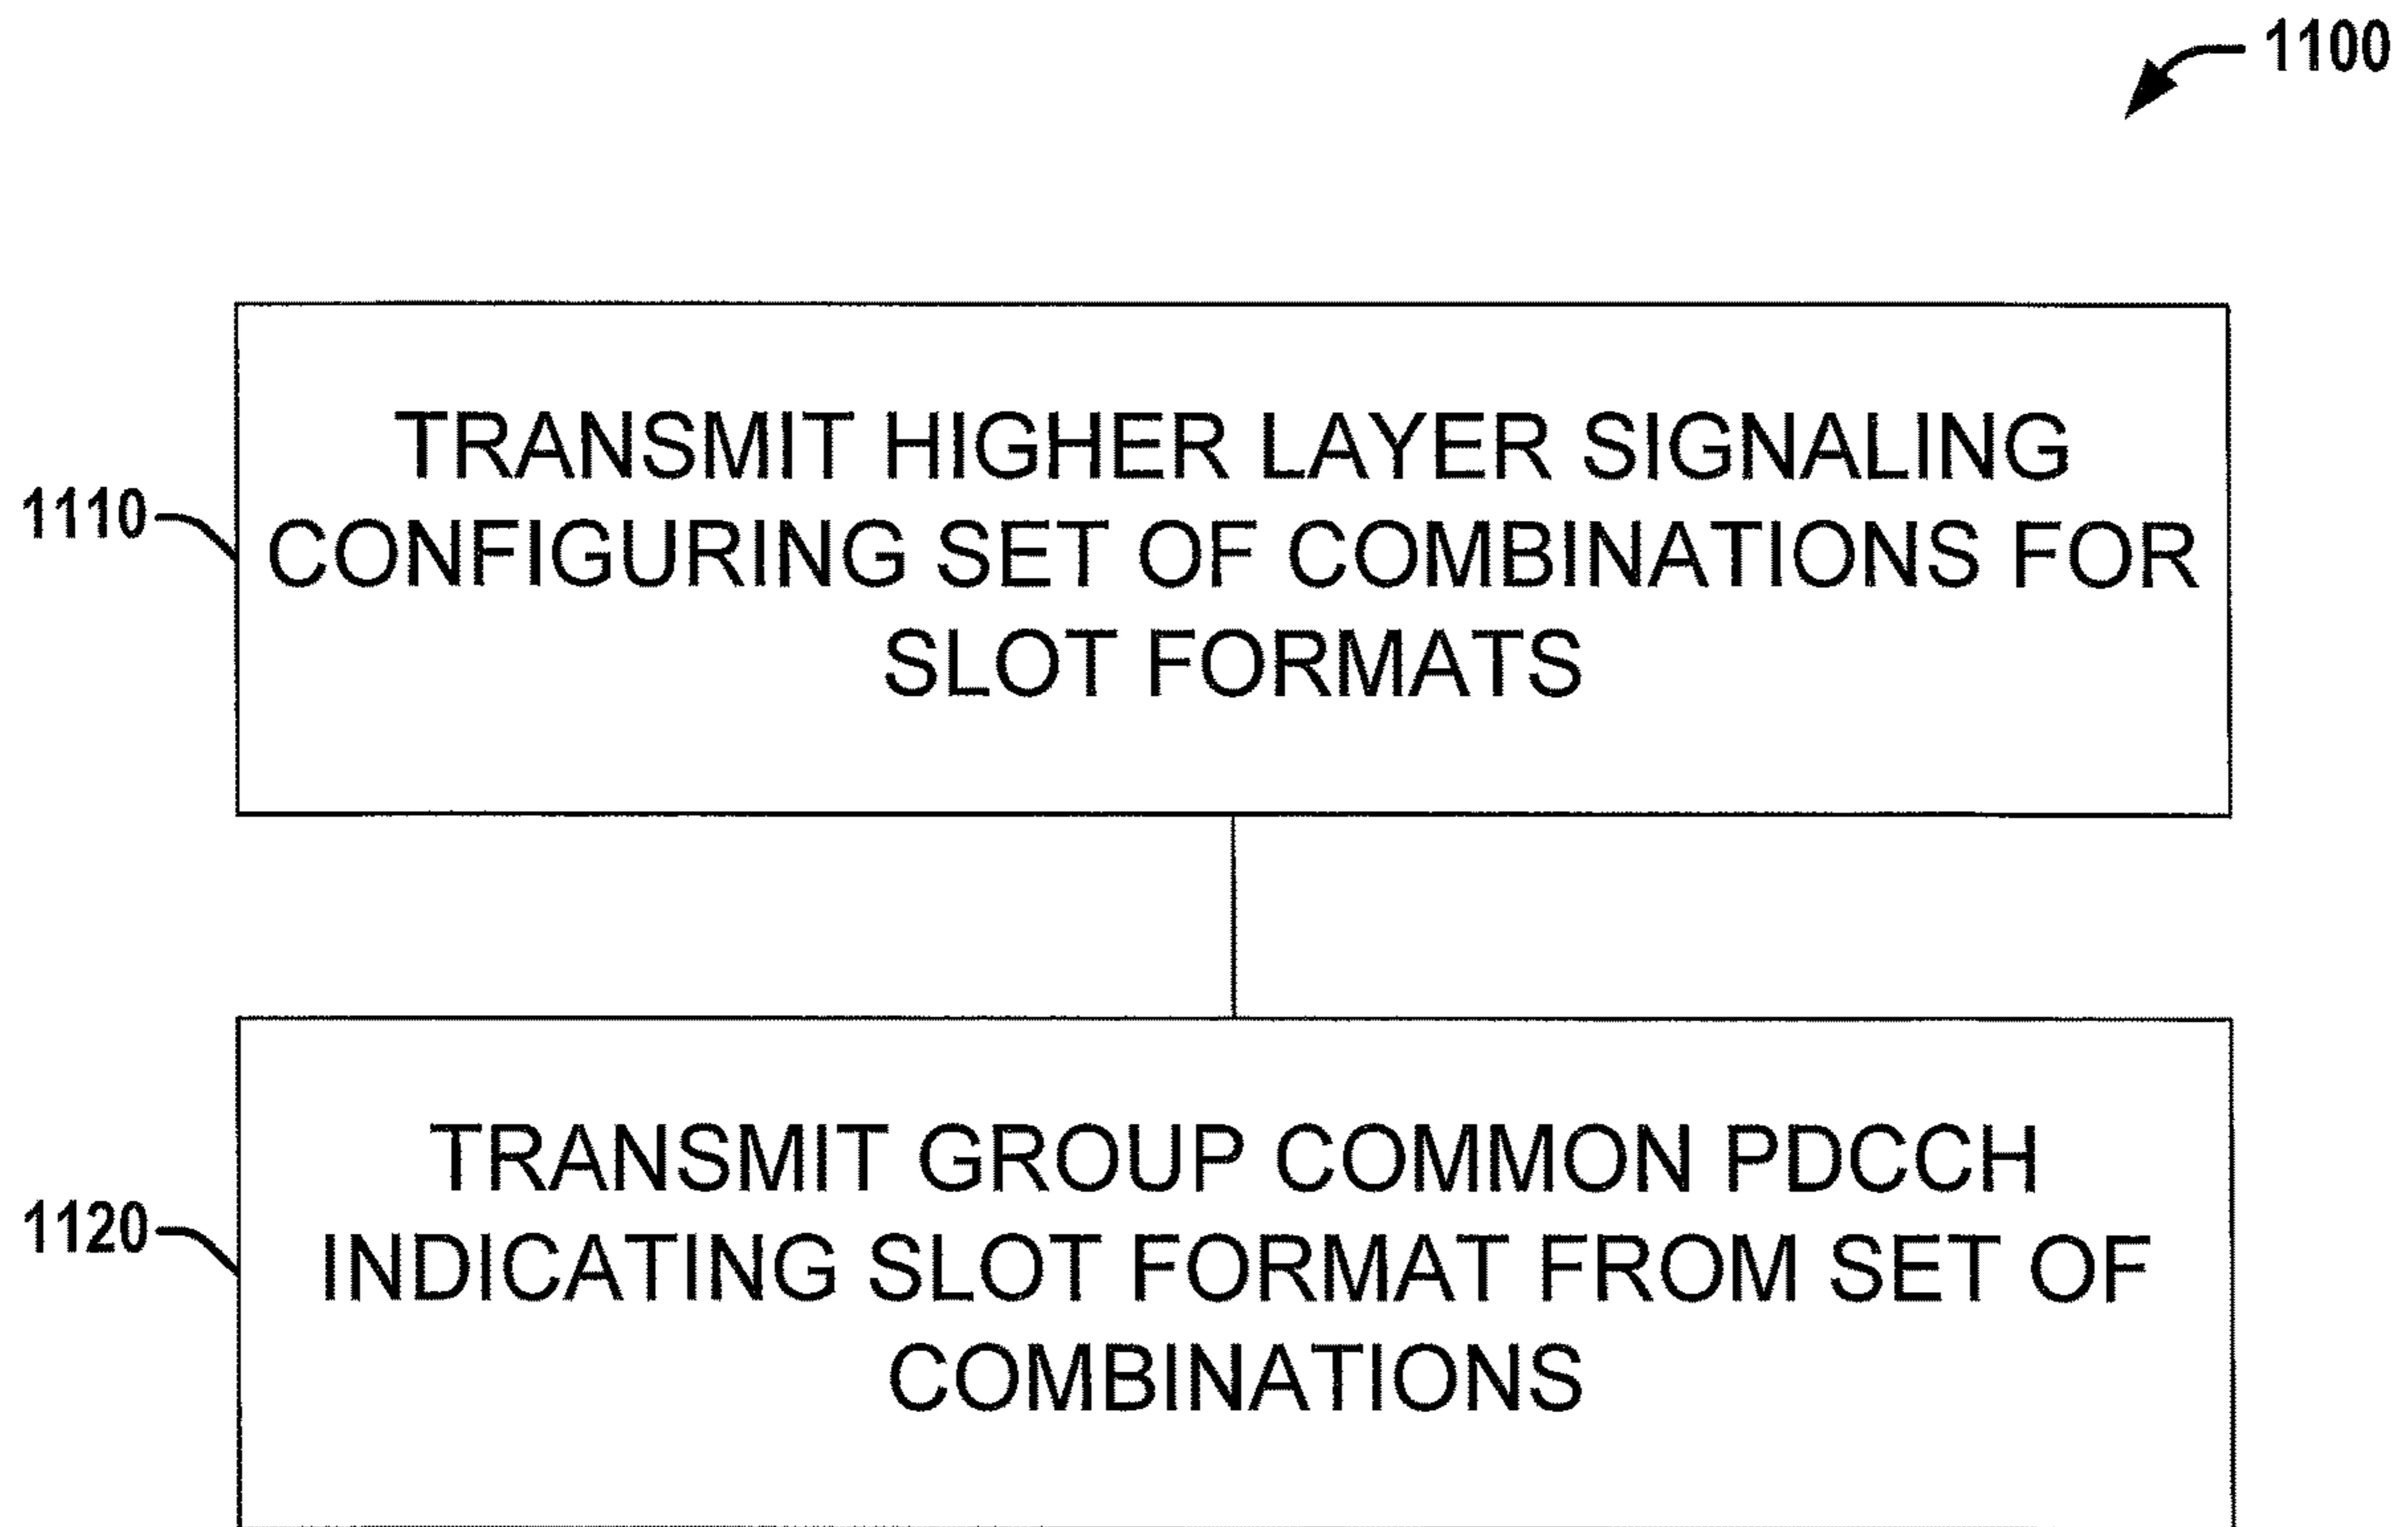 1100
1110
TRANSMIT HIGHER LAYER SIGNALING
CONFIGURING SET OF COMBINATIONS FOR
SLOT FORMATS
1120
TRANSMIT GROUP COMMON PDCCH
INDICATING SLOT FORMAT FROM SET OF
COMBINATIONS